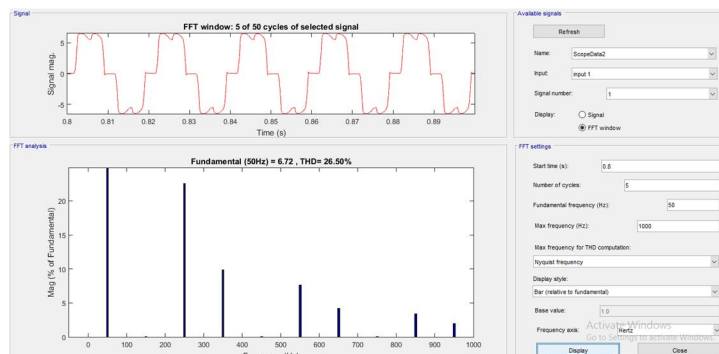 Signal
FFT window: 5 of 50 cycles of selected signal
Signal mag.
5
0
-5
0.8 0.81 0.82 0.83 0.84 0.85 0.86 0.87 0.88 0.89
Time (s)
FFT analysis
Fundamental (50Hz) = 6.72 , THD= 26.50%
Mag (% of Fundamental)
20
15
10
5
0
0 100 200 300 400 500 600 700 800 900 1000
Available signals
Refresh
Name: ScopeData2
Input: input 1
Signal number: 1
Display: Signal
FFT window
FFT settings
Start time (s): 0.8
Number of cycles: 5
Fundamental frequency (Hz): 50
Max frequency (Hz): 1000
Max frequency for THD computation:
Nyquist frequency
Display style:
Bar (relative to fundamental)
Base value: 1.0
Activate Windows
Frequency axis: Hertz
Go to Settings to activate Windows.
Display Close